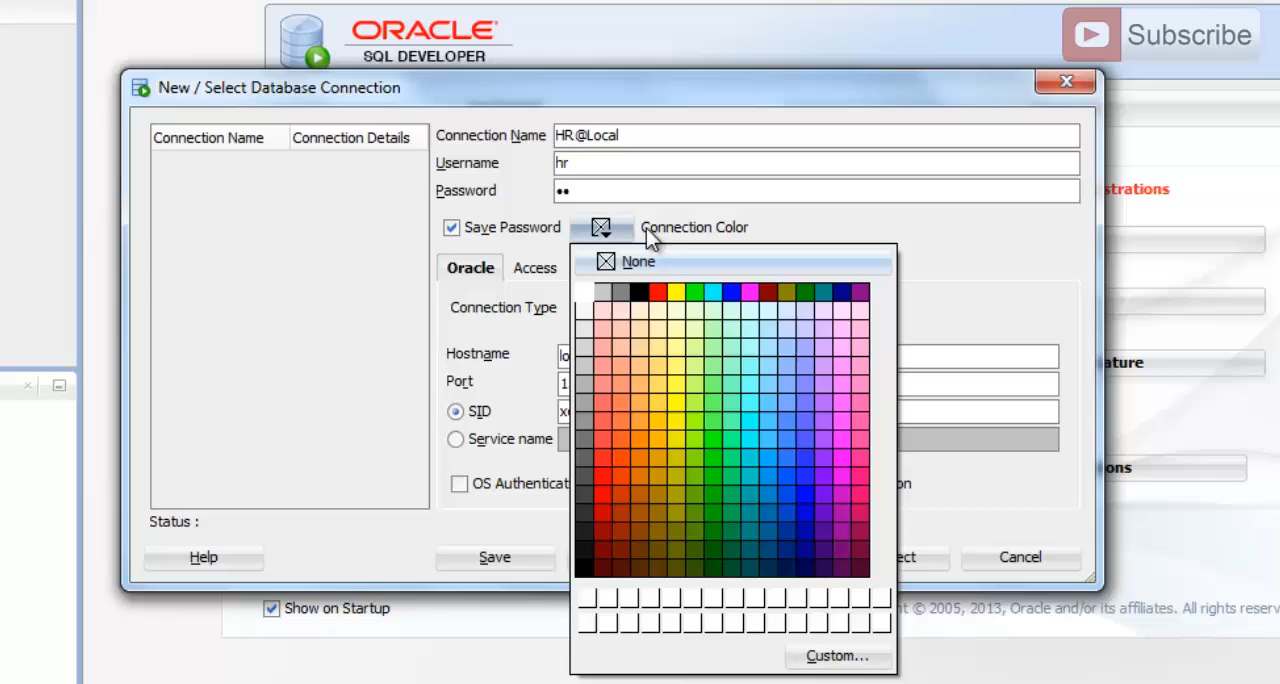 ORACLE
SQL DEVELOPER
Subscribe
New / Select Database Connection
Connection Name Connection Details
Connection Name HR@Local
Username hr
Password ••
Save Password Connection Color
None
Oracle Access
Connection Type
Hostname lo
Port 1
SID x
Service name
OS Authenticat on
Status :
Help Save ect Cancel
Show on Startup
t © 2005, 2013, Oracle and/or its affiliates. All rights reserv
Custom...
strations
ature
ons